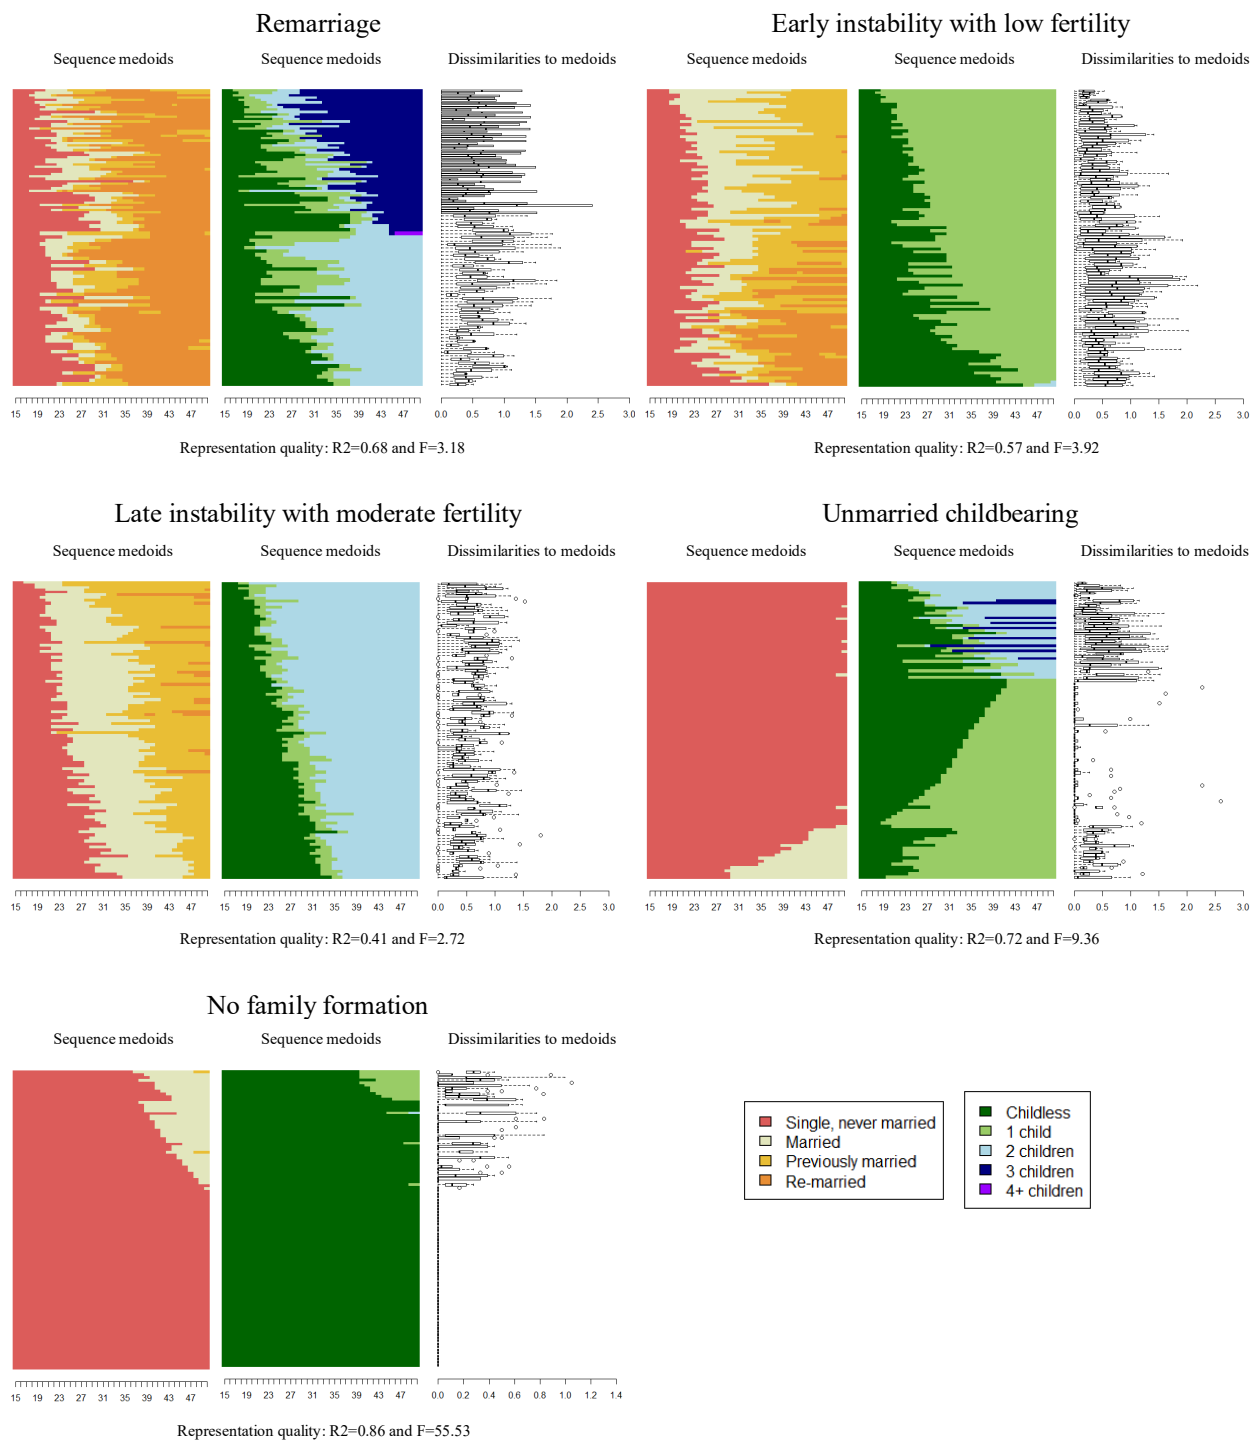 Remarriage
Sequence medoids Sequence medoids Dissimilarities to medoids
15 19 23 27 31 35 39 43 47 15 19 23 27 31 35 39 43 47 0.0 0.5 1.0 1.5 2.0 2.5 3.0
Representation quality: R2=0.68 and F=3.18
Early instability with low fertility
Sequence medoids Sequence medoids Dissimilarities to medoids
15 19 23 27 31 35 39 43 47 15 19 23 27 31 35 39 43 47 0.0 0.5 1.0 1.5 2.0 2.5 3.0
Representation quality: R2=0.57 and F=3.92
Late instability with moderate fertility
Sequence medoids Sequence medoids Dissimilarities to medoids
15 19 23 27 31 35 39 43 47 15 19 23 27 31 35 39 43 47 0.0 0.5 1.0 1.5 2.0 2.5 3.0
Representation quality: R2=0.41 and F=2.72
Unmarried childbearing
Sequence medoids Sequence medoids Dissimilarities to medoids
15 19 23 27 31 35 39 43 47 15 19 23 27 31 35 39 43 47 0.0 0.5 1.0 1.5 2.0 2.5 3.0
Representation quality: R2=0.72 and F=9.36
No family formation
Sequence medoids Sequence medoids Dissimilarities to medoids
15 19 23 27 31 35 39 43 47 15 19 23 27 31 35 39 43 47 0.0 0.2 0.4 0.6 0.8 1.0 1.2 1.4
Representation quality: R2=0.86 and F=55.53
Single, never married
Married
Previously married
Re-married
Childless
1 child
2 children
3 children
4+ children